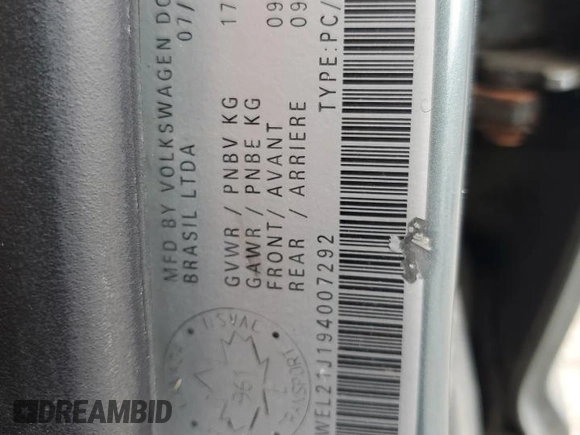 MFD BY VOLKSWAGEN DO
BRASIL LTDA 07/
GVWR / PNBV KG 17
GAWR / PNBE KG
FRONT/ AVANT 09
REAR / ARRIERE 09
TYPE:PC/
WEL21J194007292
961
DREAMBID